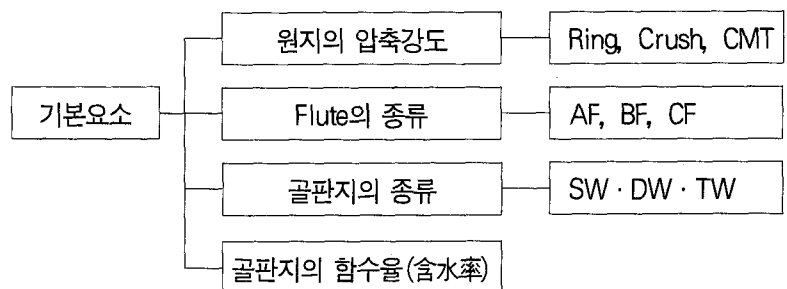 원지의 압축강도
Ring, Crush, CMT
기본요소
Flute의 종류
AF, BF, CF
골판지의 종류
SW · DW · TW
골판지의 함수율(含水率)